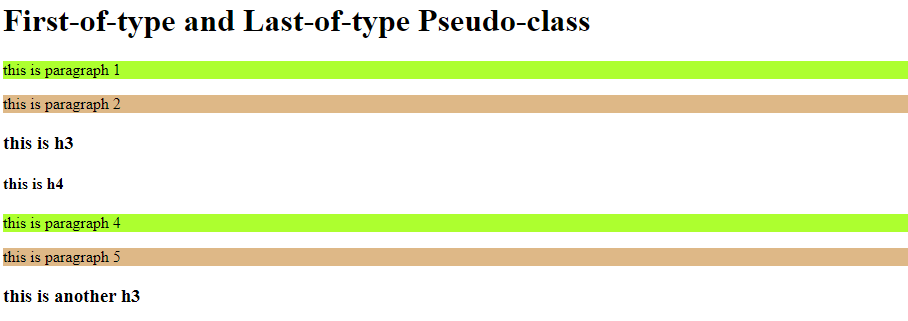 First-of-type and Last-of-type Pseudo-class
this is paragraph 1
this is paragraph 2
this is h3
this is h4
this is paragraph 4
this is paragraph 5
this is another h3